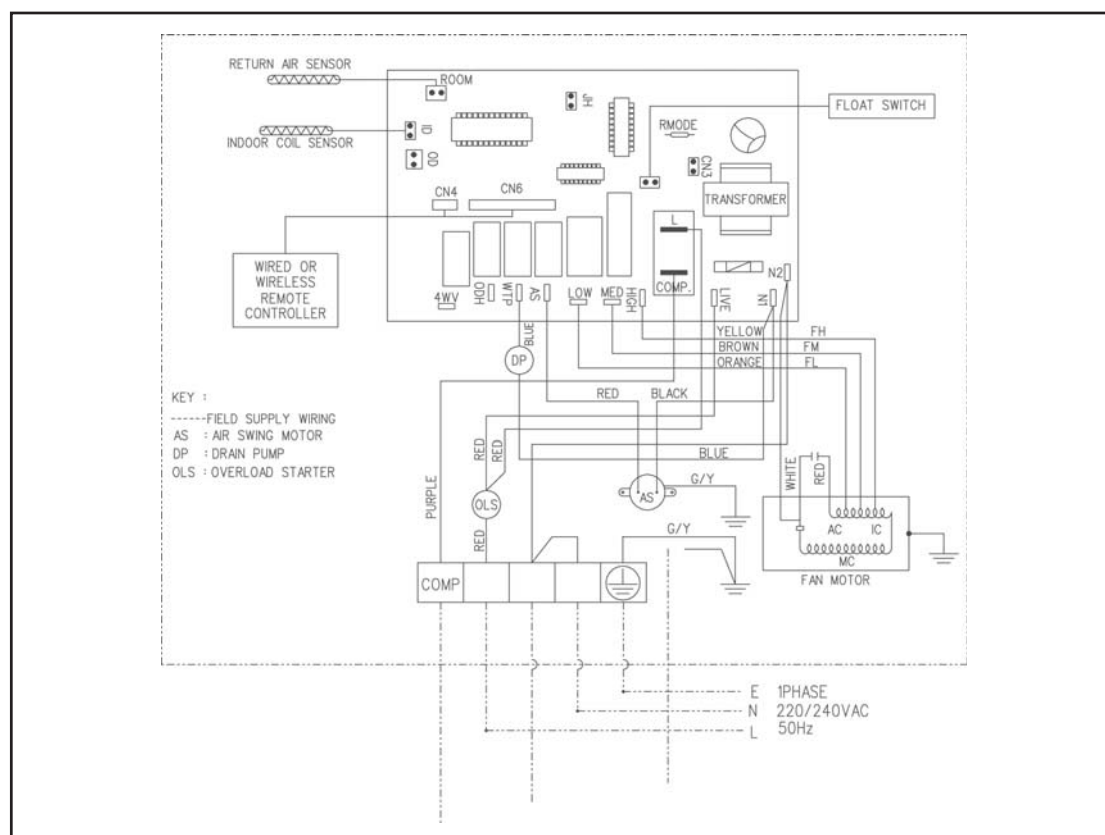 RETURN AIR SENSOR
ROOM
JH
FLOAT SWITCH
RMODE
INDOOR COIL SENSOR
ID
OD
CN3
CN4
CN6
TRANSFORMER
L
WIRED OR
WIRELESS
REMOTE
CONTROLLER
4WV
ODH
WTP
AS
LOW
MED
HIGH
COMP.
LIVE
N1
N2
BLUE
YELLOW FH
BROWN FM
ORANGE FL
DP
RED
BLACK
KEY :
------FIELD SUPPLY WIRING
AS : AIR SWING MOTOR
DP : DRAIN PUMP
OLS : OVERLOAD STARTER
RED
RED
BLUE
WHITE
RED
PURPLE
OLS
AS
G/Y
AC
IC
MC
FAN MOTOR
RED
G/Y
COMP
E 1PHASE
N 220/240VAC
L 50Hz